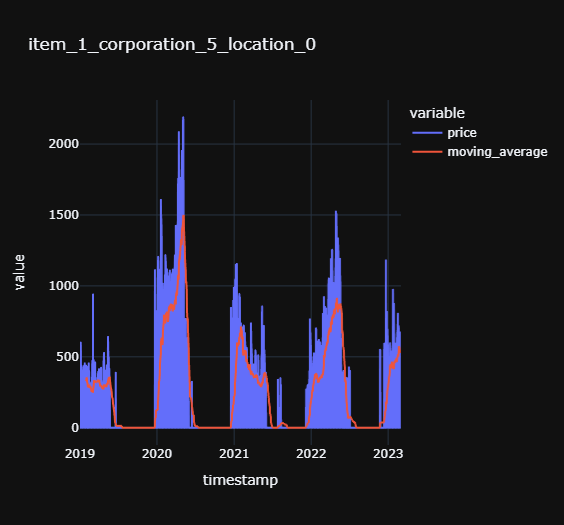 item_1_corporation_5_location_0
variable
price
moving_average
value
2000
1500
1000
500
0
2019
2020
2021
2022
2023
timestamp